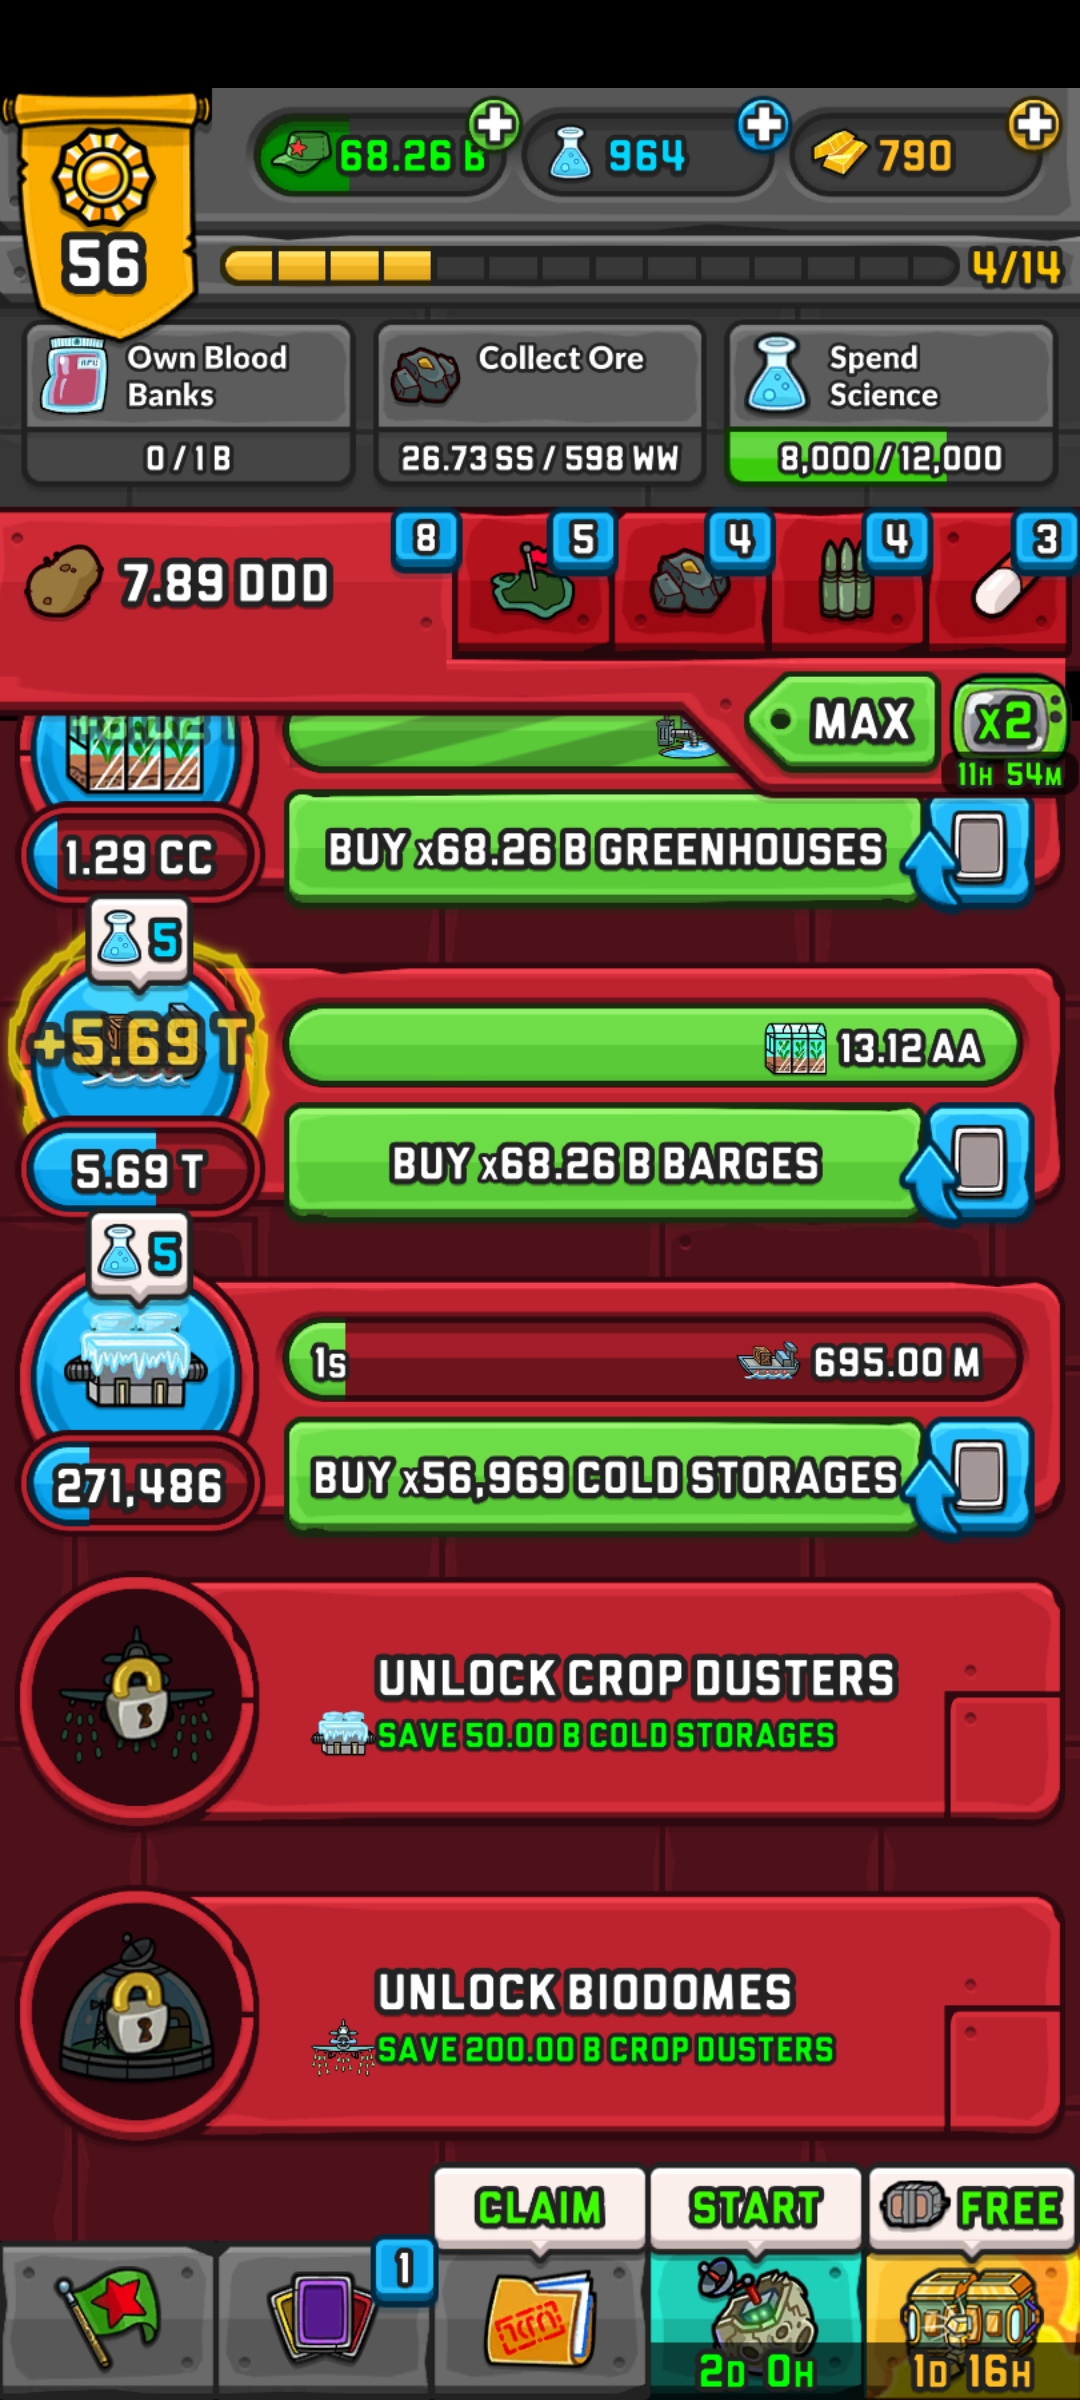 68.26 B
964
790
56
4/14
Own Blood
Banks
0 / 1 B
Collect Ore
26.73 SS / 598 WW
Spend
Science
8,000 / 12,000
7.89 DDD
8
5
4
4
3
MAX
x2
11H 54M
1.29 CC
BUY x68.26 B GREENHOUSES
5
+5.69 T
13.12 AA
5.69 T
BUY x68.26 B BARGES
5
1s
695.00 M
271,486
BUY x56,969 COLD STORAGES
UNLOCK CROP DUSTERS
SAVE 50.00 B COLD STORAGES
UNLOCK BIODOMES
SAVE 200.00 B CROP DUSTERS
CLAIM
START
FREE
1
2D 0H
1D 16H